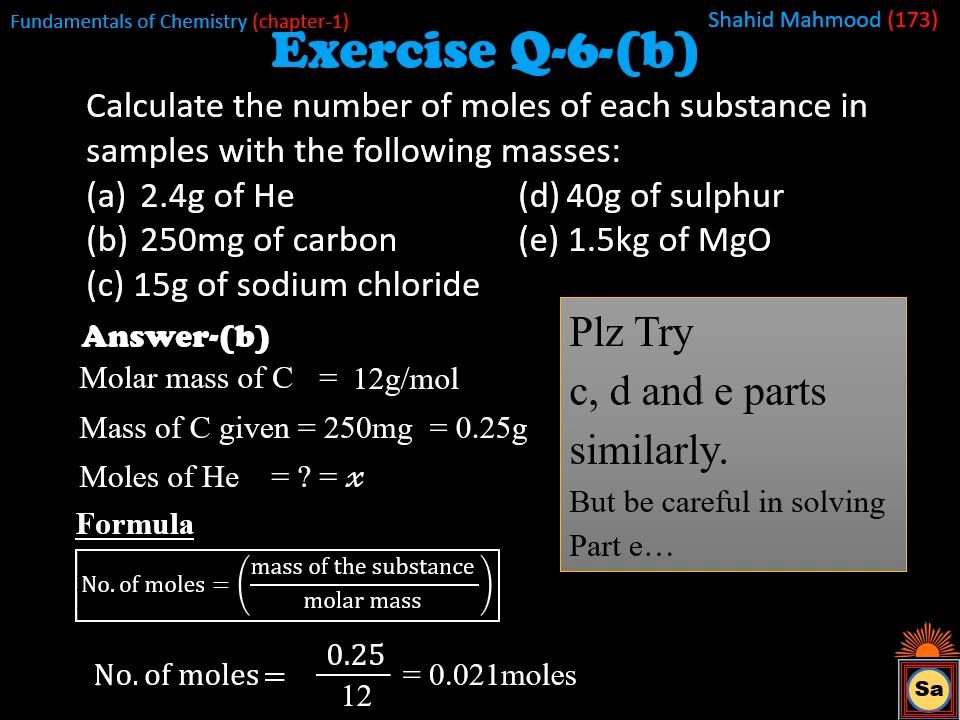 Fundamentals of Chemistry (chapter-1)
Shahid Mahmood (173)
Exercise Q-6-(b)
Calculate the number of moles of each substance in
samples with the following masses:
(a) 2.4g of He
(d) 40g of sulphur
(b) 250mg of carbon
(e) 1.5kg of MgO
(c) 15g of sodium chloride
Answer-(b)
Molar mass of C = 12g/mol
Mass of C given = 250mg = 0.25g
Moles of He = ? = x
Formula
No. of moles = (mass of the substance / molar mass)
No. of moles = 0.25 / 12 = 0.021moles
Plz Try
c, d and e parts
similarly.
But be careful in solving
Part e…
Sa